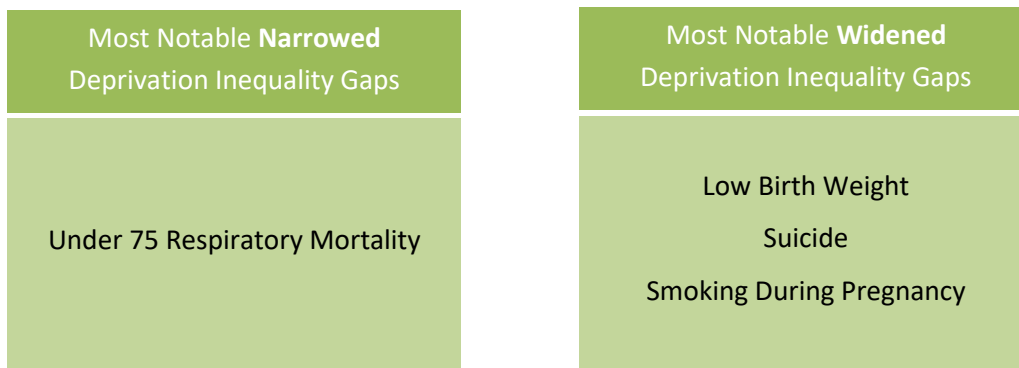 Most Notable Narrowed
Deprivation Inequality Gaps
Under 75 Respiratory Mortality
Most Notable Widened
Deprivation Inequality Gaps
Low Birth Weight
Suicide
Smoking During Pregnancy